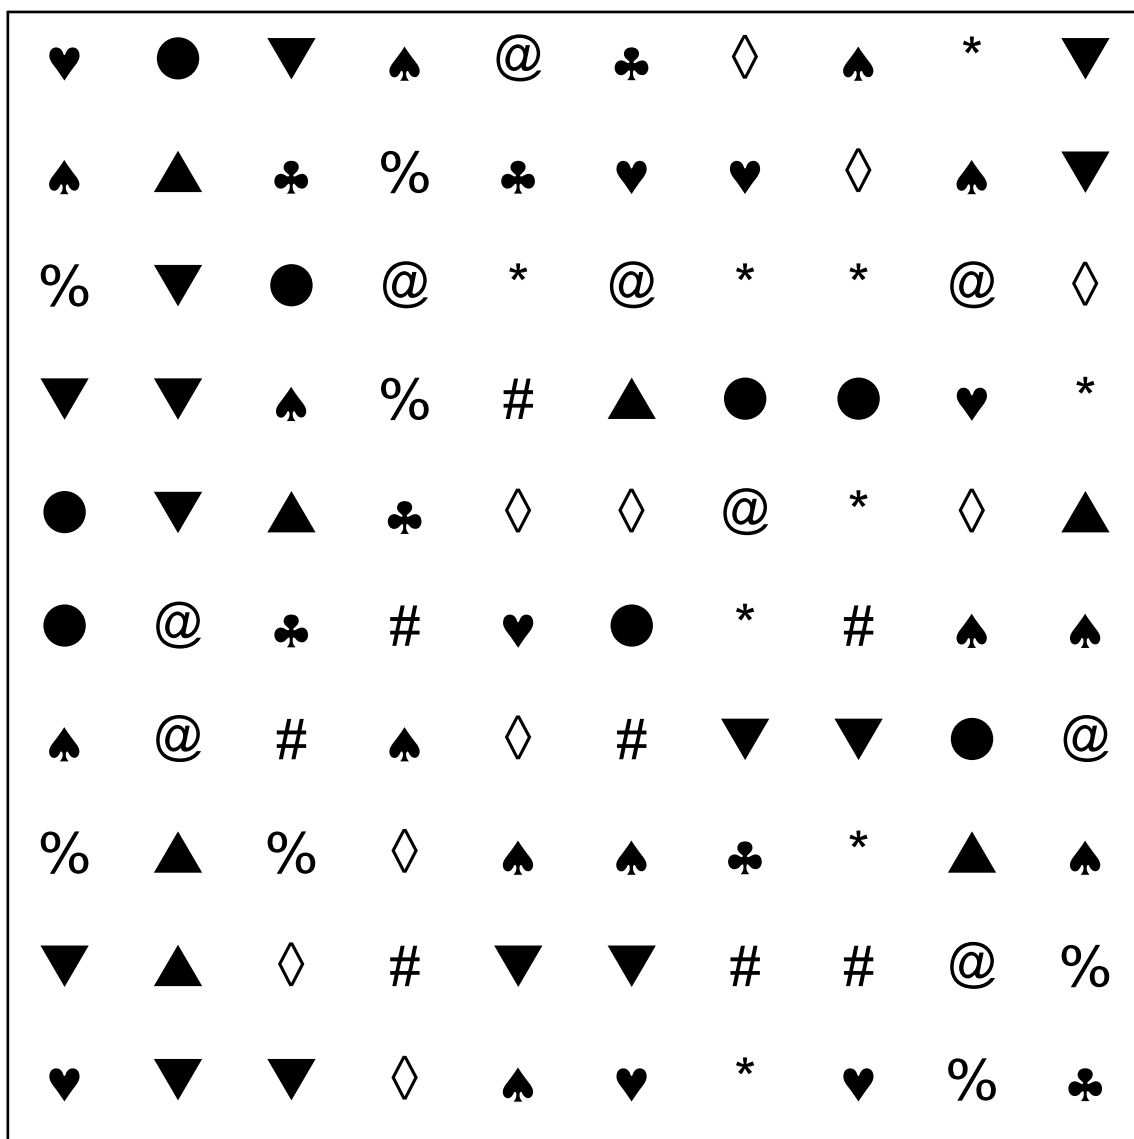 ♥ ● ▼ ♠ @ ♣ ◊ ♠ * ▼
♠ ▲ ♣ % ♣ ♥ ♥ ◊ ♠ ▼
% ▼ ● @ * @ * * @ ◊
▼ ▼ ♠ % # ▲ ● ● ♥ *
● ▼ ▲ ♣ ◊ ◊ @ * ◊ ▲
● @ ♣ # ♥ ● * # ♠ ♠
♠ @ # ♠ ◊ # ▼ ▼ ● @
% ▲ % ◊ ♠ ♠ ♣ * ▲ ♠
▼ ▲ ◊ # ▼ ▼ # # @ %
♥ ▼ ▼ ◊ ♠ ♥ * ♥ % ♣